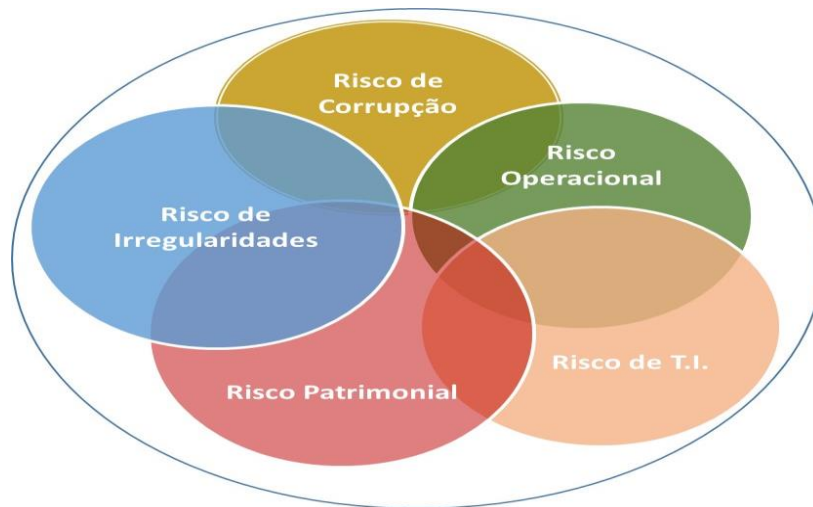 Risco de
Corrupção
Risco
Operacional
Risco de
Irregularidades
Risco de T.I.
Risco Patrimonial